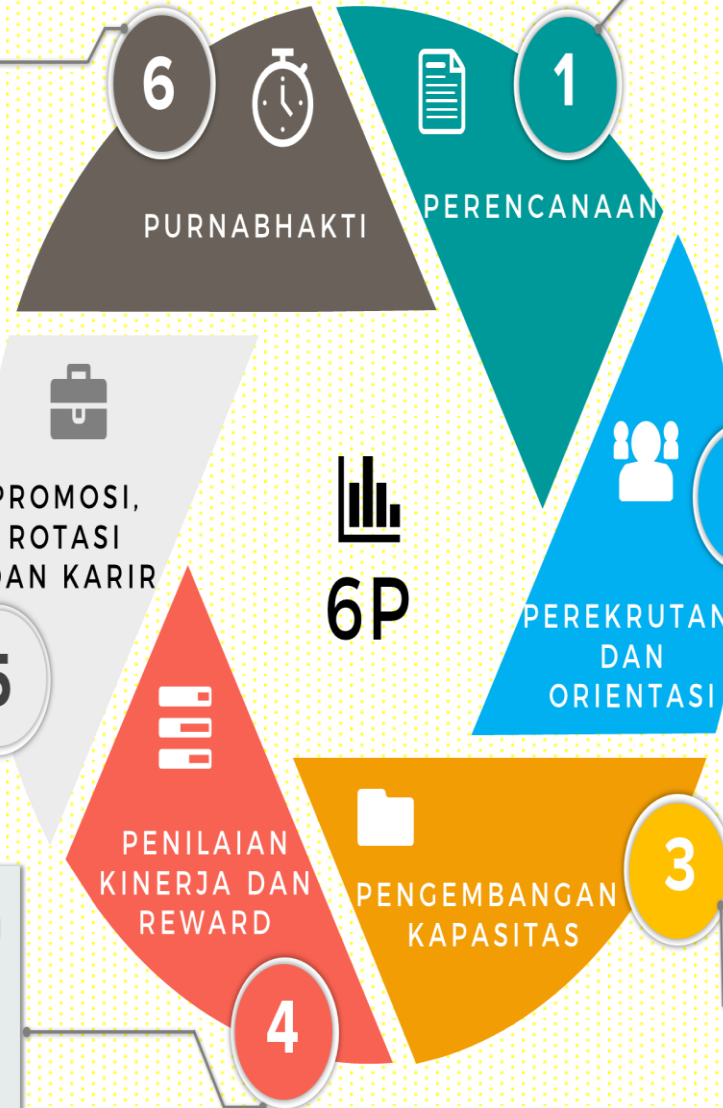 6
PURNABHAKTI
1
PERENCANAAN
PEREKRUTAN
DAN
ORIENTASI
3
PENGEMBANGAN
KAPASITAS
4
PENILAIAN
KINERJA DAN
REWARD
5
PROMOSI,
ROTASI
DAN KARIR
6P